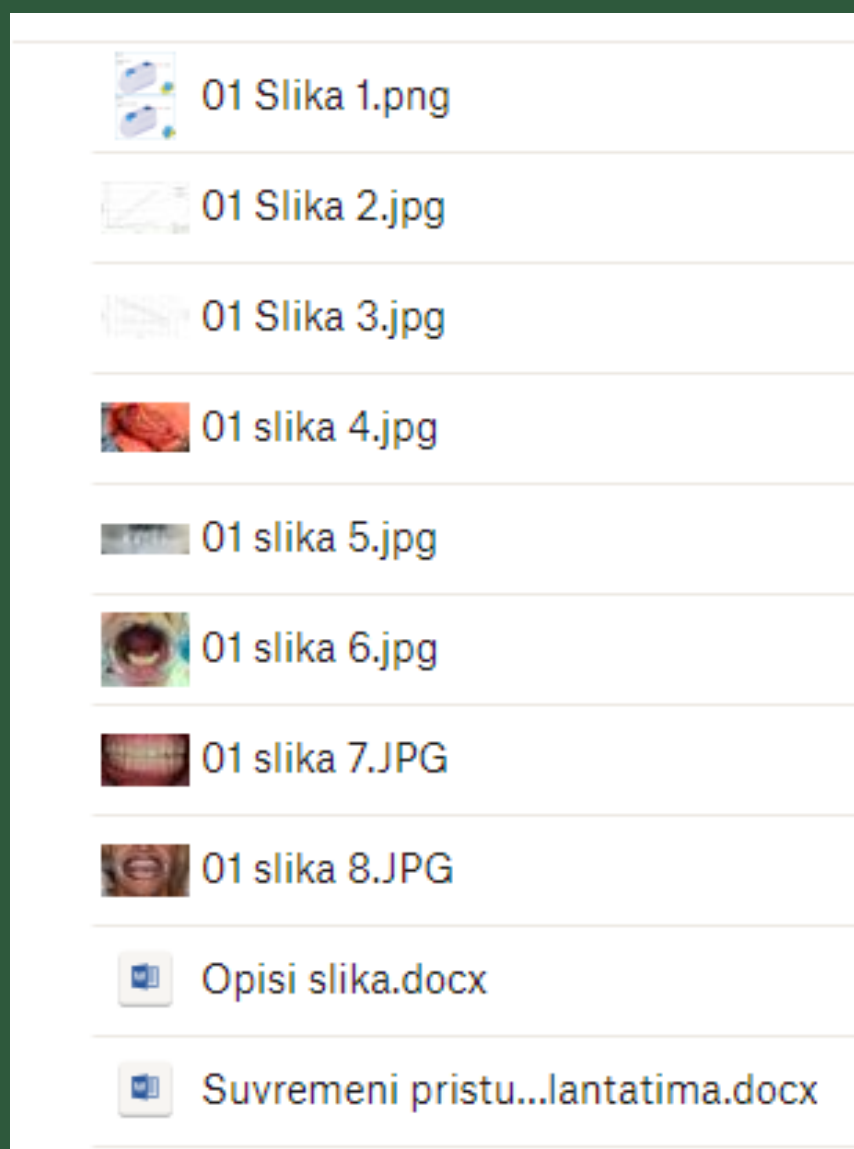 01 Slika 1.png
01 Slika 2.jpg
01 Slika 3.jpg
01 slika 4.jpg
01 slika 5.jpg
01 slika 6.jpg
01 slika 7.JPG
01 slika 8.JPG
Opisi slika.docx
Suvremeni pristu...lantatima.docx